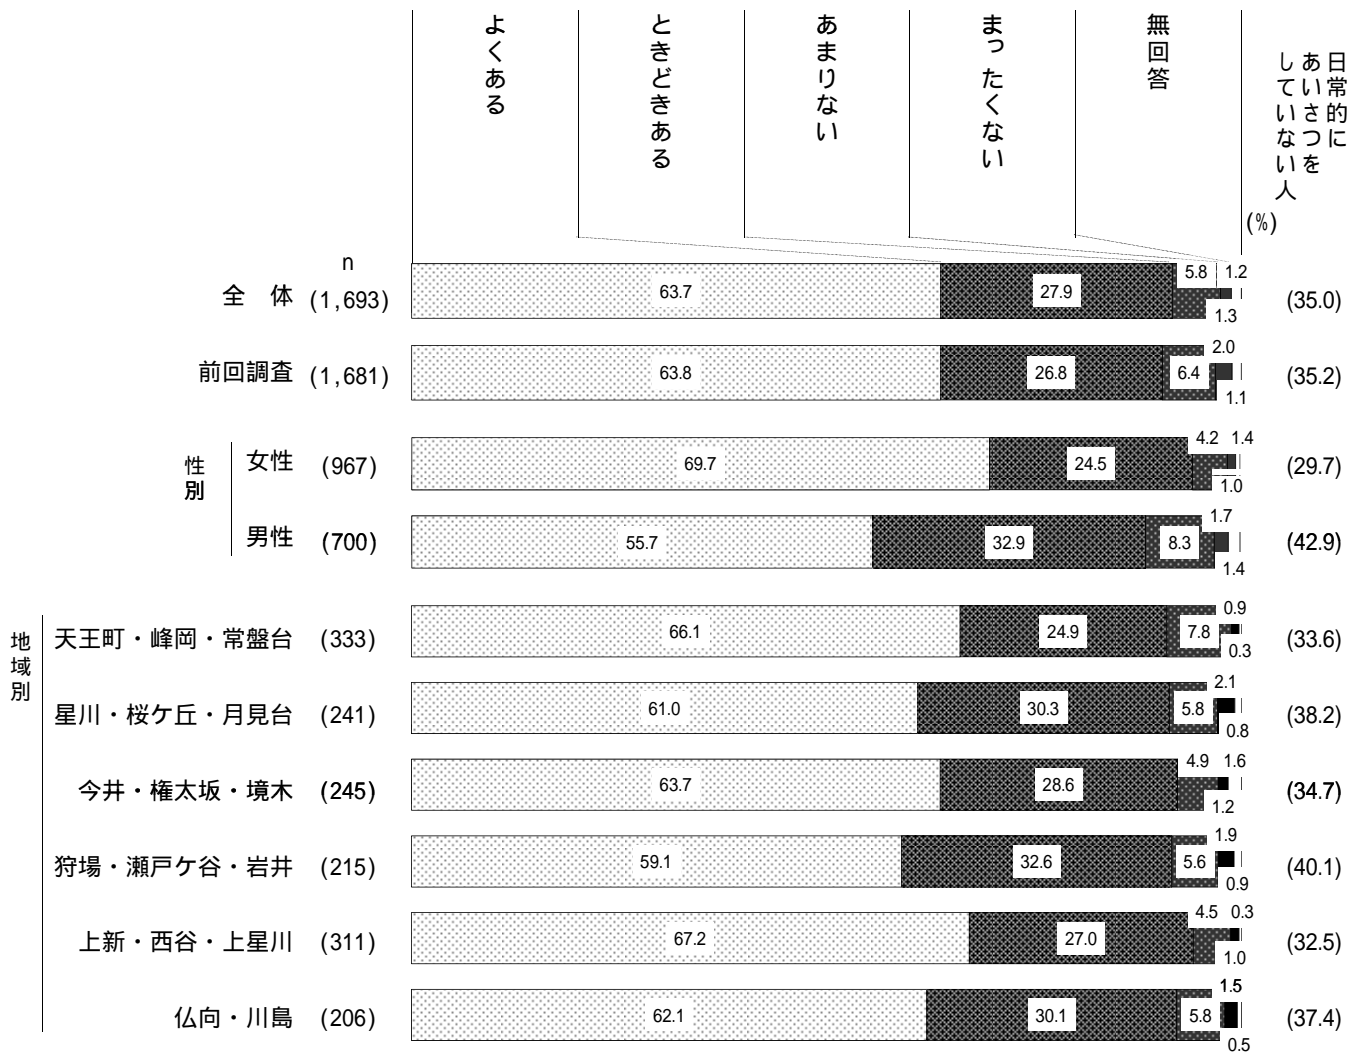 よくある
ときどきある
あまりない
まったくない
無回答
日常的に
あいさつを
していない人
(%)
n
全 体 (1,693) 63.7 27.9 5.8 1.3 1.2 (35.0)
前回調査 (1,681) 63.8 26.8 6.4 2.0 1.1 (35.2)
性別
女性 (967) 69.7 24.5 4.2 1.0 1.4 (29.7)
男性 (700) 55.7 32.9 8.3 1.7 1.4 (42.9)
地域別
天王町・峰岡・常盤台 (333) 66.1 24.9 7.8 0.9 0.3 (33.6)
星川・桜ケ丘・月見台 (241) 61.0 30.3 5.8 2.1 0.8 (38.2)
今井・権太坂・境木 (245) 63.7 28.6 4.9 1.2 1.6 (34.7)
狩場・瀬戸ケ谷・岩井 (215) 59.1 32.6 5.6 1.9 0.9 (40.1)
上新・西谷・上星川 (311) 67.2 27.0 4.5 1.0 0.3 (32.5)
仏向・川島 (206) 62.1 30.1 5.8 1.5 0.5 (37.4)